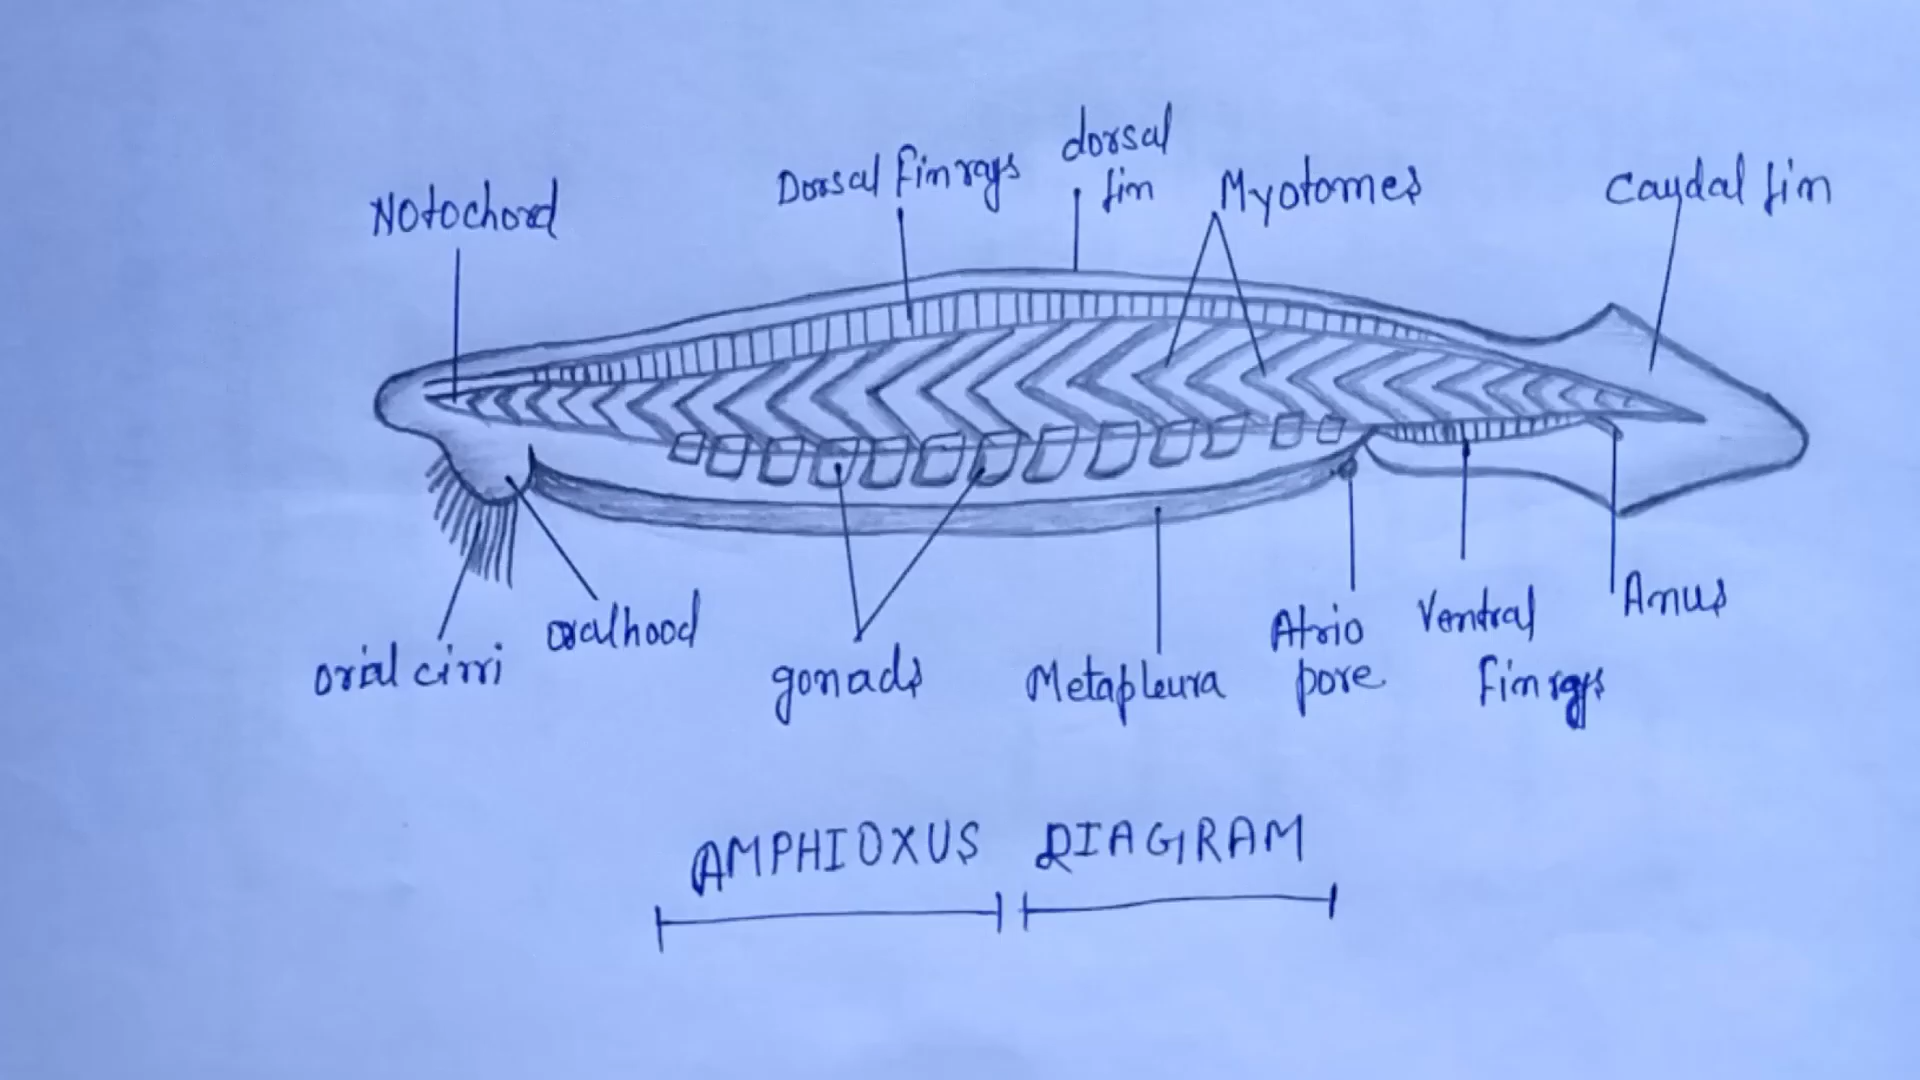 dorsal
fin
Dorsal Fin rays
Myotomes
Caudal fin
Notochord
Anus
Atrio
pore
Ventral
Fin rays
oralhood
orial cirri
gonads
Metapleura
AMPHIOXUS DIAGRAM